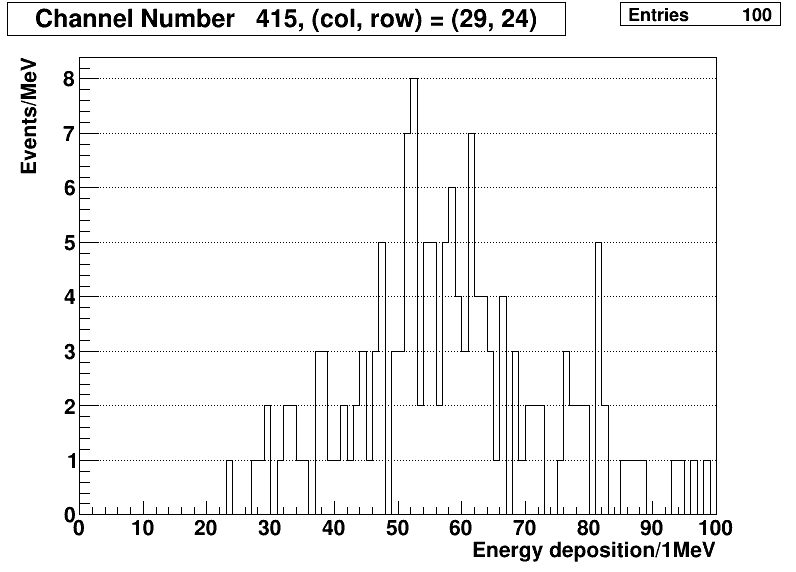 Channel Number 415, (col, row) = (29, 24)
Entries 100
Events/MeV
8
7
6
5
4
3
2
1
0
0 10 20 30 40 50 60 70 80 90 100
Energy deposition/1MeV